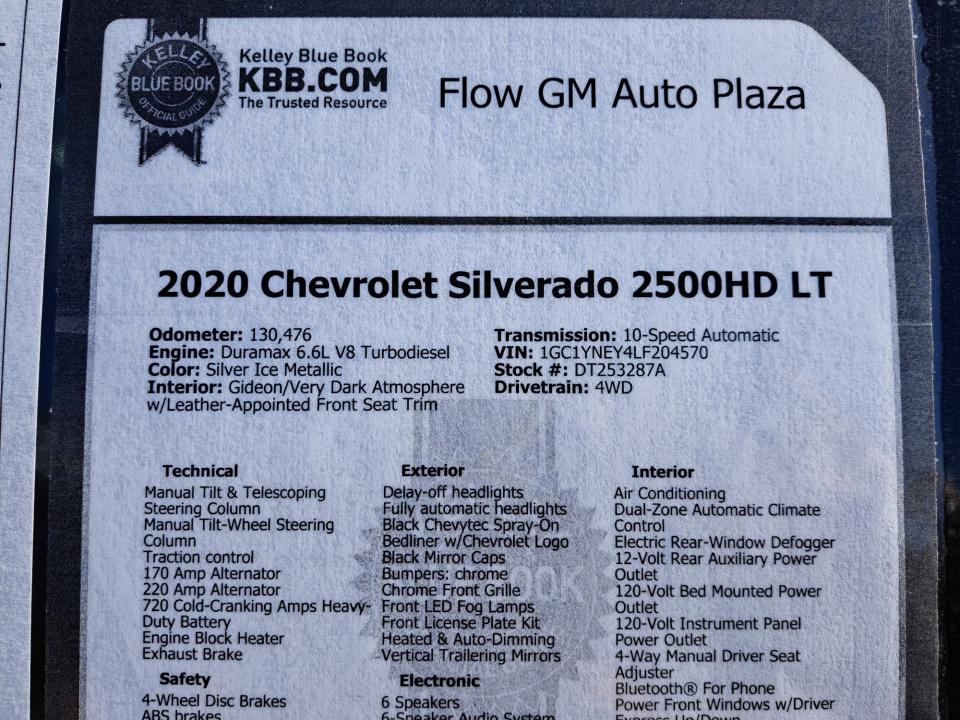 KELLEY
BLUE BOOK
OFFICIAL GUIDE
Kelley Blue Book
KBB.COM
The Trusted Resource
Flow GM Auto Plaza
2020 Chevrolet Silverado 2500HD LT
Odometer: 130,476
Engine: Duramax 6.6L V8 Turbodiesel
Color: Silver Ice Metallic
Interior: Gideon/Very Dark Atmosphere
w/Leather-Appointed Front Seat Trim
Transmission: 10-Speed Automatic
VIN: 1GC1YNEY4LF204570
Stock #: DT253287A
Drivetrain: 4WD
Technical
Manual Tilt & Telescoping
Steering Column
Manual Tilt-Wheel Steering
Column
Traction control
170 Amp Alternator
220 Amp Alternator
720 Cold-Cranking Amps Heavy-
Duty Battery
Engine Block Heater
Exhaust Brake
Safety
4-Wheel Disc Brakes
ABS brakes
Exterior
Delay-off headlights
Fully automatic headlights
Black Chevytec Spray-On
Bedliner w/Chevrolet Logo
Black Mirror Caps
Bumpers: chrome
Chrome Front Grille
Front LED Fog Lamps
Front License Plate Kit
Heated & Auto-Dimming
Vertical Trailering Mirrors
Electronic
6 Speakers
6-Speaker Audio System
Interior
Air Conditioning
Dual-Zone Automatic Climate
Control
Electric Rear-Window Defogger
12-Volt Rear Auxiliary Power
Outlet
120-Volt Bed Mounted Power
Outlet
120-Volt Instrument Panel
Power Outlet
4-Way Manual Driver Seat
Adjuster
Bluetooth® For Phone
Power Front Windows w/Driver
Express Up/Down